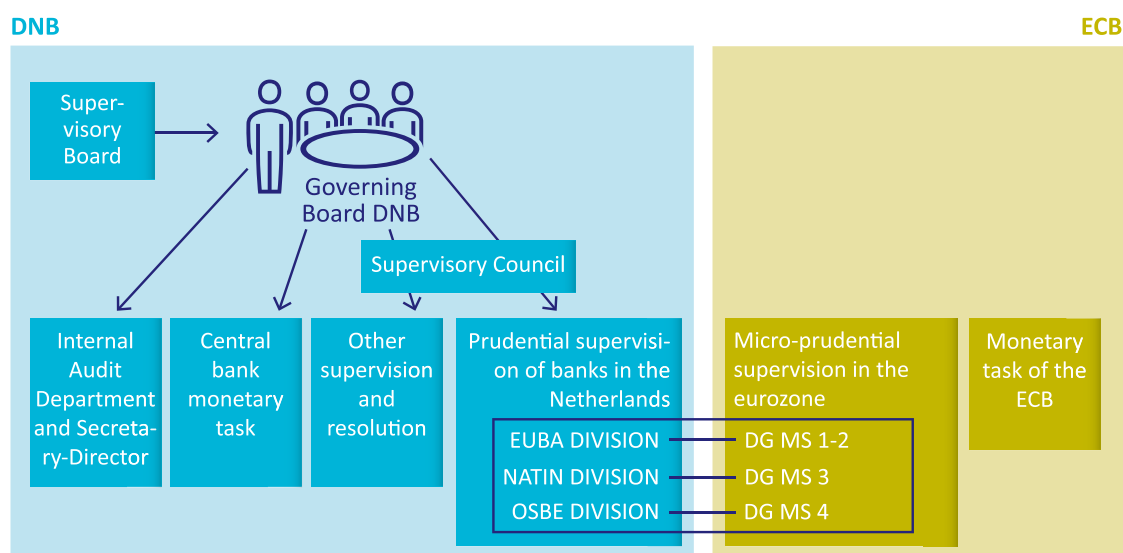 DNB
ECB
Super-
visory
Board
Governing
Board DNB
Supervisory Council
Internal
Audit
Department
and Secreta-
ry-Director
Central
bank
monetary
task
Other
supervision
and
resolution
Prudential supervisi-
on of banks in the
Netherlands
EUBA DIVISION
NATIN DIVISION
OSBE DIVISION
Micro-prudential
supervision in the
eurozone
DG MS 1-2
DG MS 3
DG MS 4
Monetary
task of the
ECB